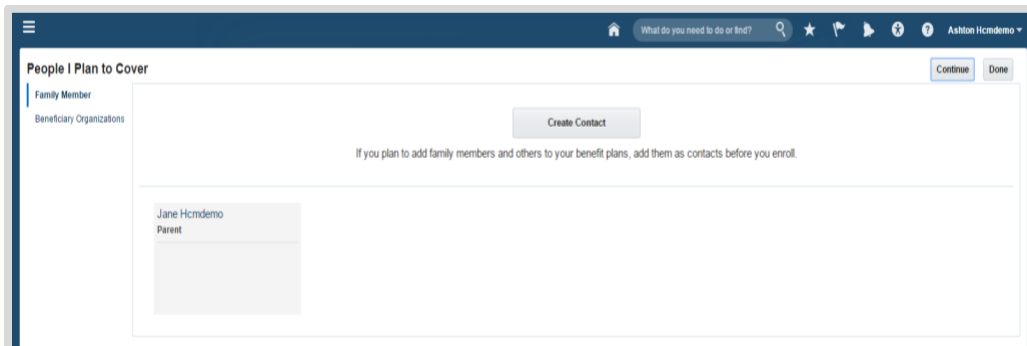 What do you need to do or find?
Ashton Hcmdemo
People I Plan to Cover
Continue
Done
Family Member
Beneficiary Organizations
Create Contact
If you plan to add family members and others to your benefit plans, add them as contacts before you enroll.
Jane Hcmdemo
Parent